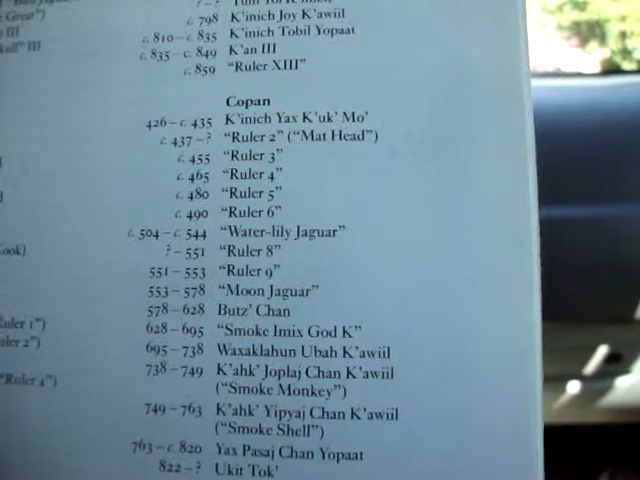 Great")
III
III
c. 798 K'inich Joy K'awiil
c. 810–c. 835 K'inich Tobil Yopaat
c. 835–c. 849 K'an III
c. 859 "Ruler XIII"
Copan
426–c. 435 K'inich Yax K'uk' Mo'
c. 437–? "Ruler 2" ("Mat Head")
c. 455 "Ruler 3"
c. 465 "Ruler 4"
c. 480 "Ruler 5"
c. 490 "Ruler 6"
c. 504–c. 544 "Water-lily Jaguar"
?–551 "Ruler 8"
551–553 "Ruler 9"
553–578 "Moon Jaguar"
578–628 Butz' Chan
628–695 "Smoke Imix God K"
695–738 Waxaklahun Ubah K'awiil
738–749 K'ahk' Joplaj Chan K'awiil
("Smoke Monkey")
749–763 K'ahk' Yipyaj Chan K'awiil
("Smoke Shell")
763–c. 820 Yax Pasaj Chan Yopaat
822–? Ukit Tok'
"Ruler 4")